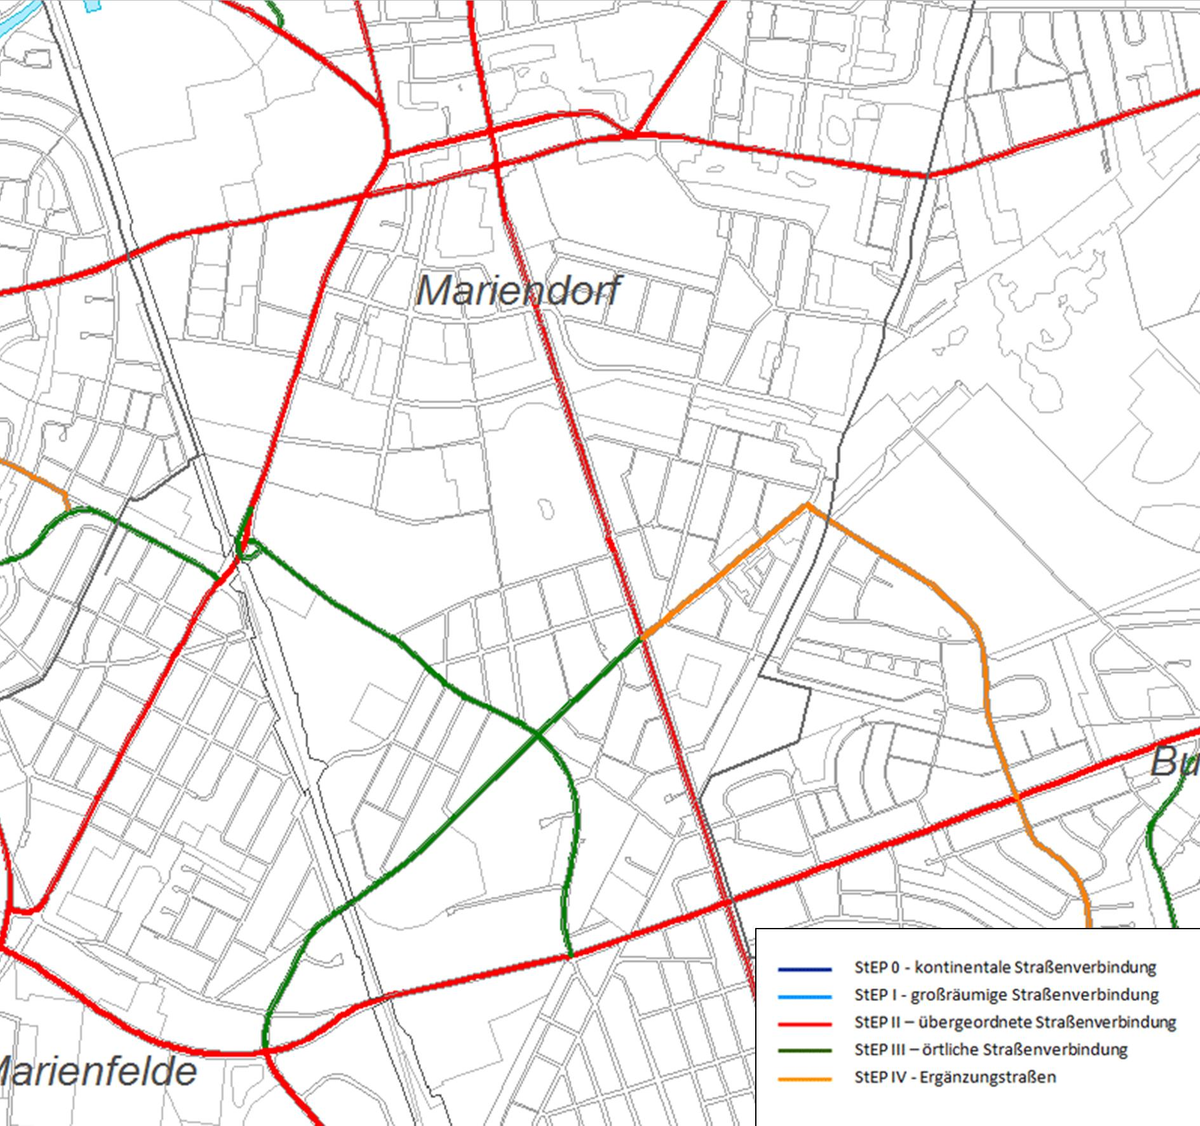 Mariendorf
Bu
Marienfelde
StEP 0 - kontinentale Straßenverbindung
StEP I - großräumige Straßenverbindung
StEP II – übergeordnete Straßenverbindung
StEP III – örtliche Straßenverbindung
StEP IV - Ergänzungstraßen